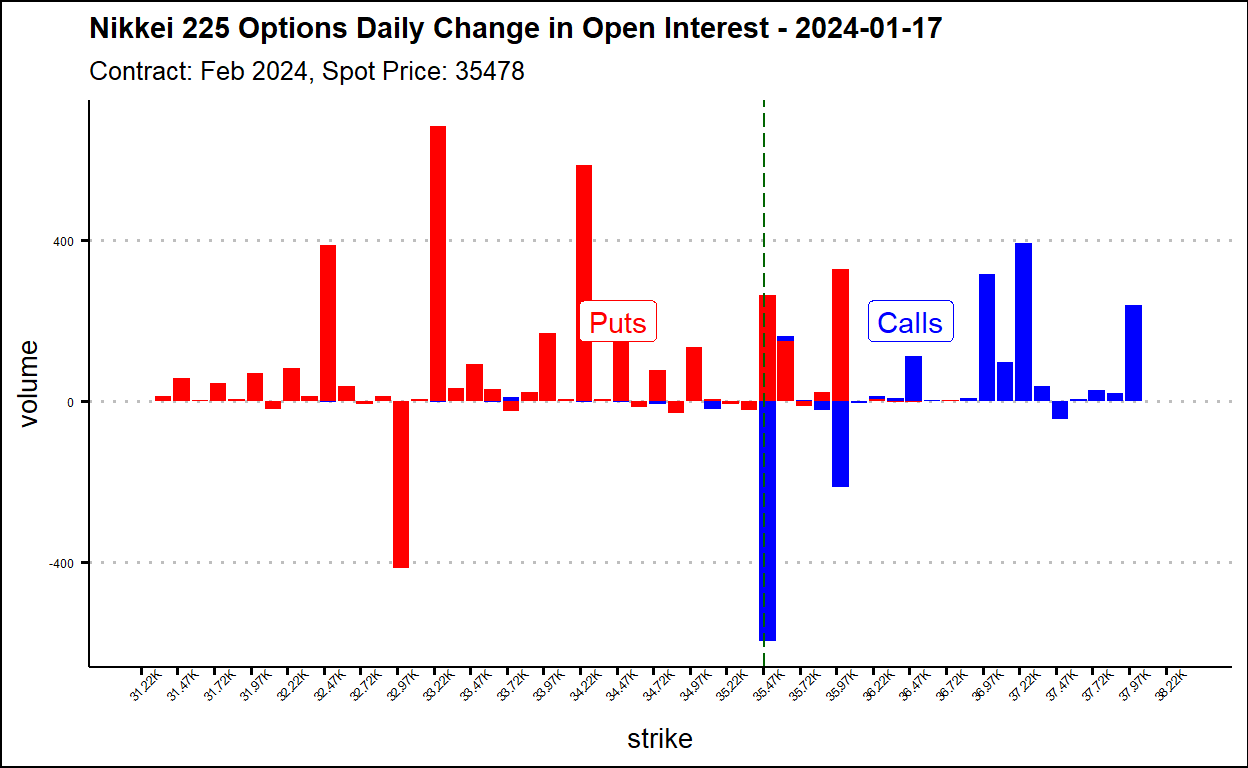 Nikkei 225 Options Daily Change in Open Interest - 2024-01-17
Contract: Feb 2024, Spot Price: 35478
volume
400
0
-400
Puts
Calls
31.22K 31.47K 31.72K 31.97K 32.22K 32.47K 32.72K 32.97K 33.22K 33.47K 33.72K 33.97K 34.22K 34.47K 34.72K 34.97K 35.22K 35.47K 35.72K 35.97K 36.22K 36.47K 36.72K 36.97K 37.22K 37.47K 37.72K 37.97K 38.22K
strike